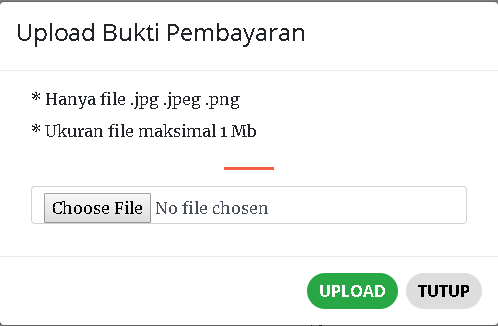 Upload Bukti Pembayaran
* Hanya file .jpg .jpeg .png
* Ukuran file maksimal 1 Mb
Choose File No file chosen
UPLOAD TUTUP